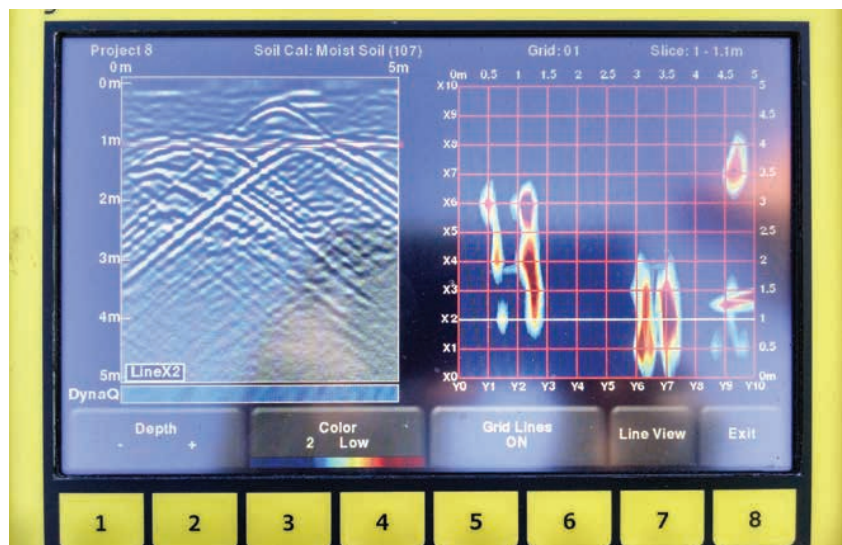 Project 8 Soil Cal: Moist Soil (107) Grid: 01 Slice: 1 - 1.1m
0m 5m
0m 0.5 1 1.5 2 2.5 3 3.5 4 4.5 5
0m
1m
2m
3m
4m
5m
LineX2
DynaQ
X10
X9
X8
X7
X6
X5
X4
X3
X2
X1
X0
5
4.5
4
3.5
3
2.5
2
1.5
1
0.5
0m
Y0 Y1 Y2 Y3 Y4 Y5 Y6 Y7 Y8 Y9 Y10
Depth
- +
Color
2 Low
Grid Lines
ON
Line View
Exit
1 2 3 4 5 6 7 8